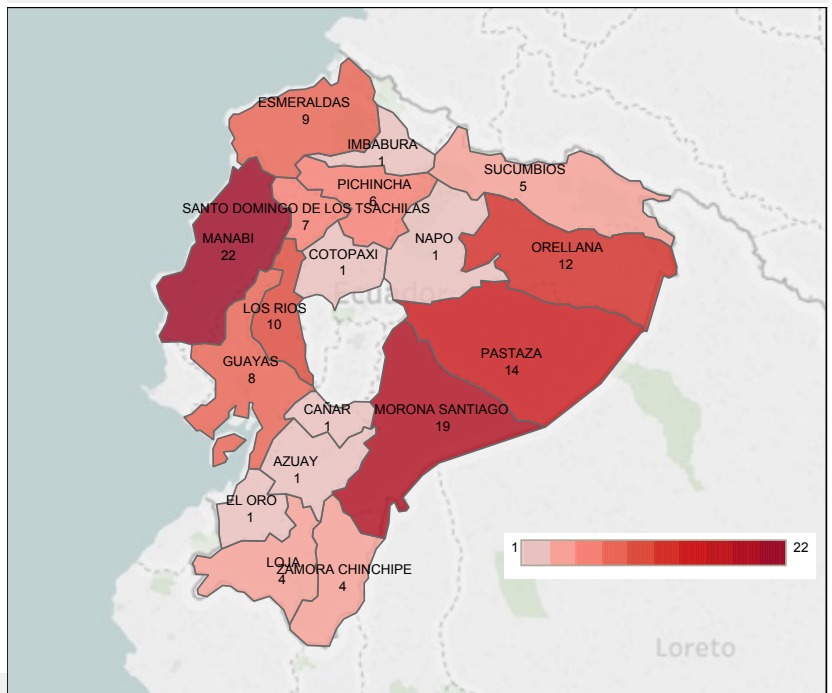 ESMERALDAS
9
IMBABURA
1
SUCUMBIOS
5
PICHINCHA
6
SANTO DOMINGO DE LOS TSACHILAS
7
MANABI
22
NAPO
1
ORELLANA
12
COTOPAXI
1
Ecuador
LOS RIOS
10
PASTAZA
14
GUAYAS
8
CAÑAR
1
MORONA SANTIAGO
19
AZUAY
1
EL ORO
1
1 22
LOJA
4
ZAMORA CHINCHIPE
4
Loreto